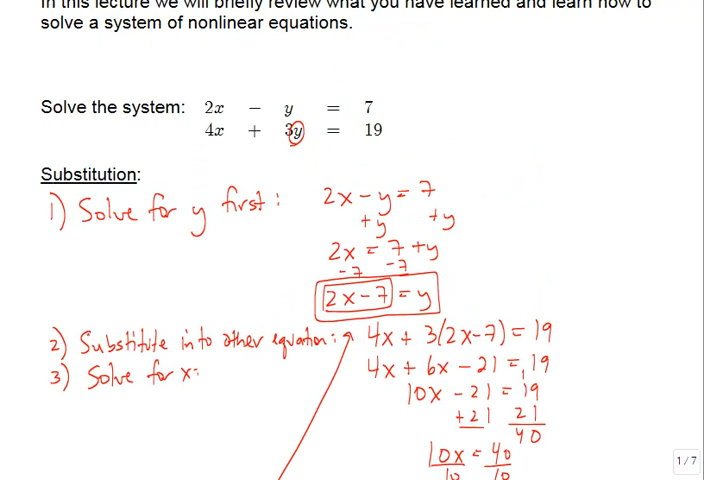 In this lecture we will briefly review what you have learned and learn how to
solve a system of nonlinear equations.
Solve the system: 2x - y = 7
4x + 3y = 19
Substitution:
1) Solve for y first: 2x - y = 7
+y +y
2x = 7 + y
-7 -7
2x - 7 = y
2) Substitute into other equation: 4x + 3(2x - 7) = 19
3) Solve for x: 4x + 6x - 21 = 19
10x - 21 = 19
+21 21
40
10x = 40
10 10
1 / 7